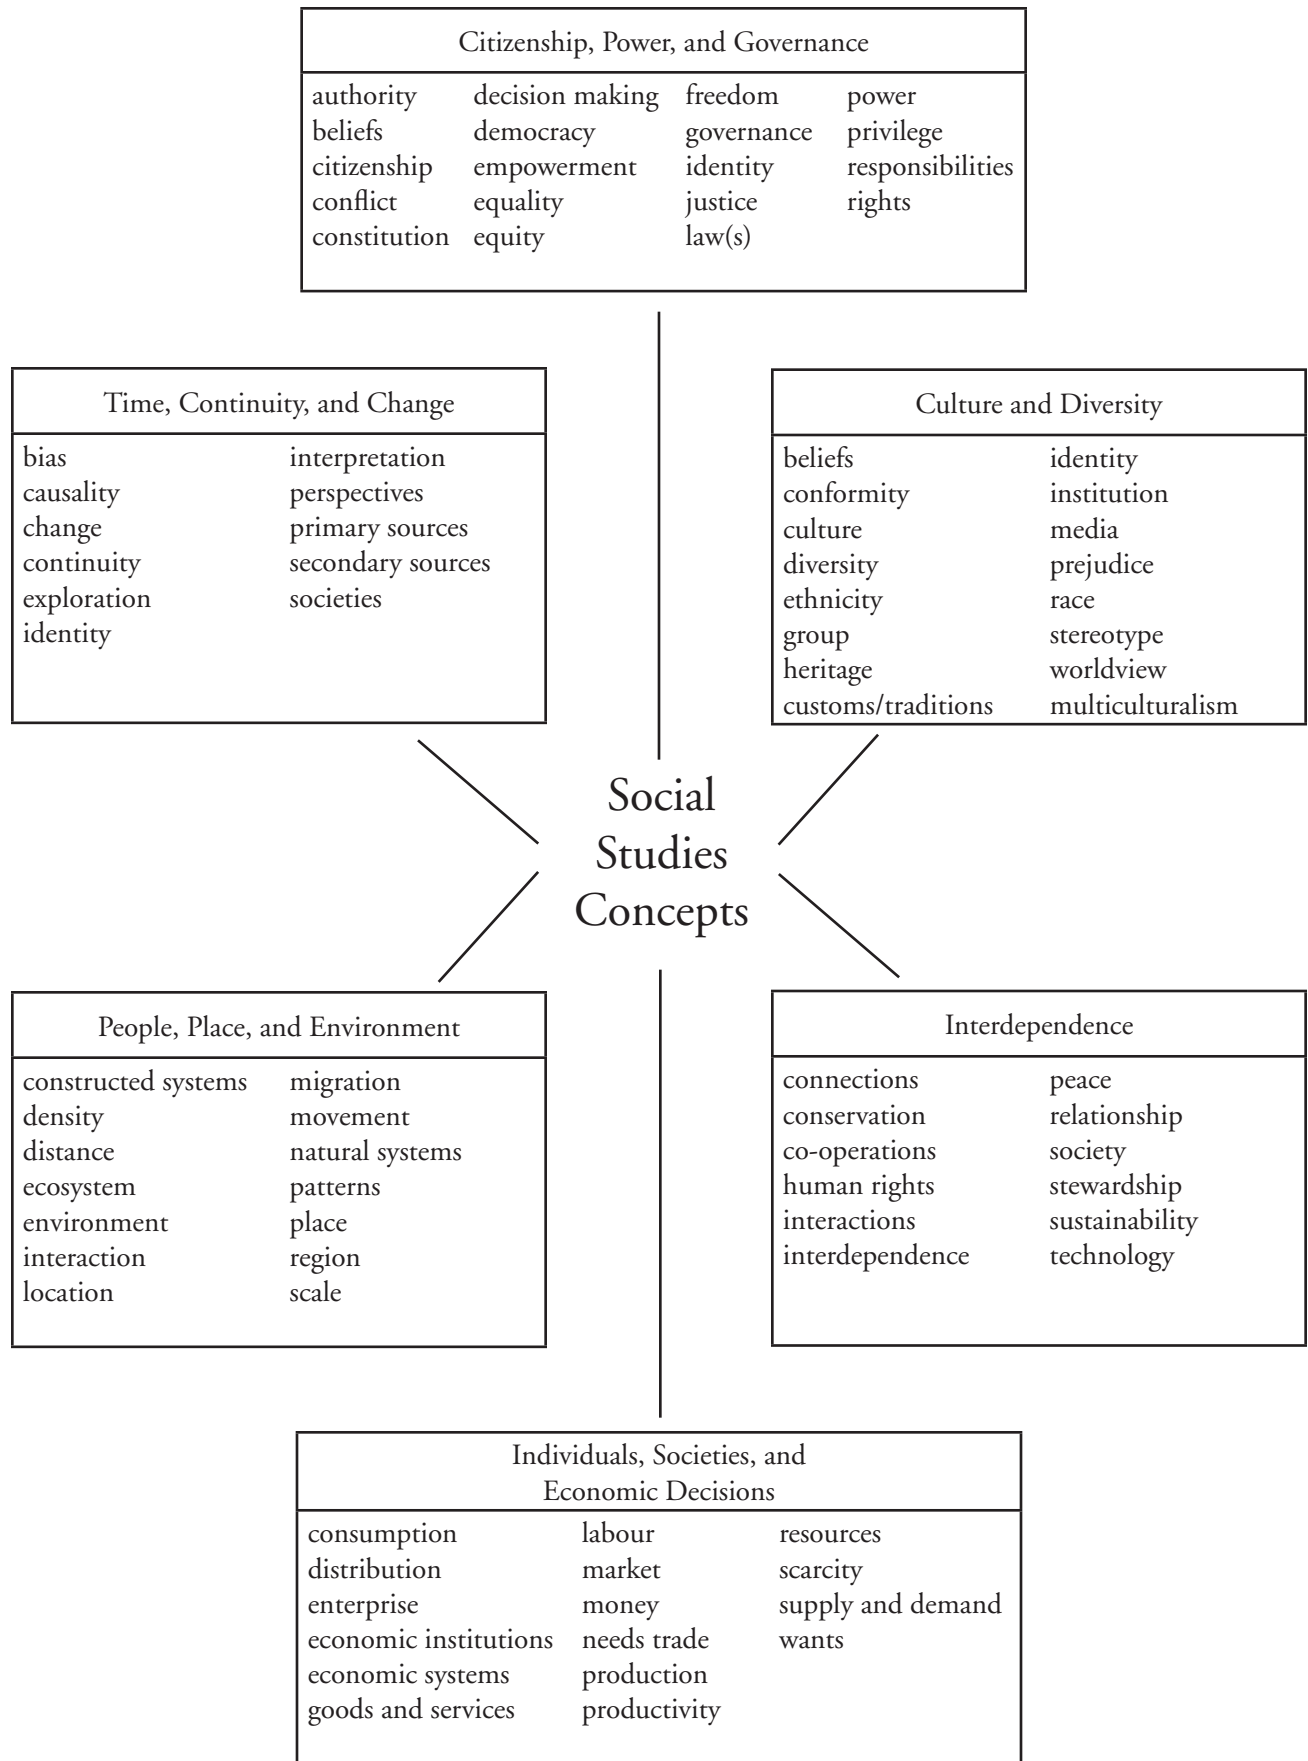 Citizenship, Power, and Governance
authority decision making freedom power
beliefs democracy governance privilege
citizenship empowerment identity responsibilities
conflict equality justice rights
constitution equity law(s)
Time, Continuity, and Change
bias interpretation
causality perspectives
change primary sources
continuity secondary sources
exploration societies
identity
Culture and Diversity
beliefs identity
conformity institution
culture media
diversity prejudice
ethnicity race
group stereotype
heritage worldview
customs/traditions multiculturalism
Social
Studies
Concepts
People, Place, and Environment
constructed systems migration
density movement
distance natural systems
ecosystem patterns
environment place
interaction region
location scale
Interdependence
connections peace
conservation relationship
co-operations society
human rights stewardship
interactions sustainability
interdependence technology
Individuals, Societies, and
Economic Decisions
consumption labour resources
distribution market scarcity
enterprise money supply and demand
economic institutions needs trade wants
economic systems production
goods and services productivity